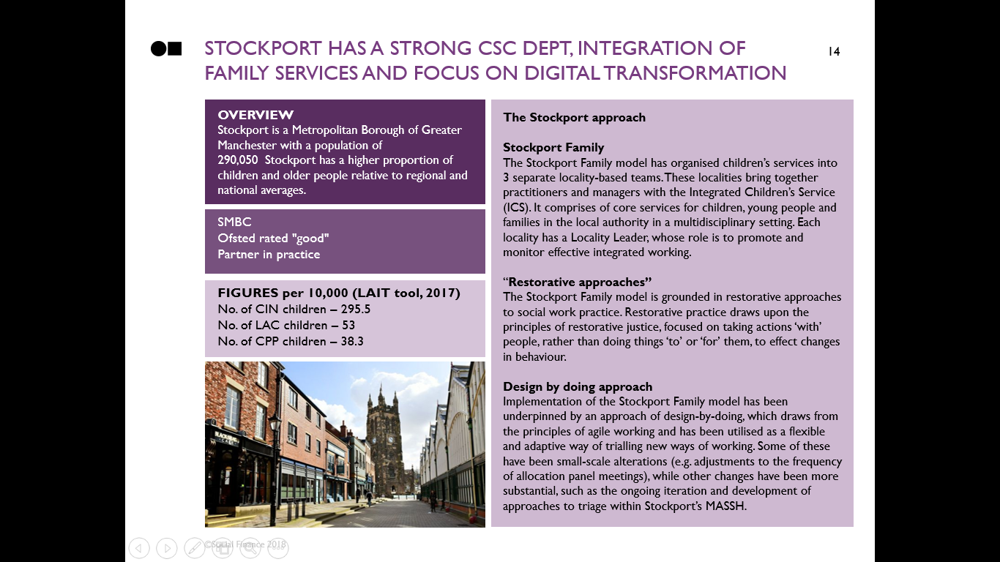 STOCKPORT HAS A STRONG CSC DEPT, INTEGRATION OF
FAMILY SERVICES AND FOCUS ON DIGITAL TRANSFORMATION
14
OVERVIEW
Stockport is a Metropolitan Borough of Greater
Manchester with a population of
290,050  Stockport has a higher proportion of
children and older people relative to regional and
national averages.
SMBC
Ofsted rated "good"
Partner in practice
FIGURES per 10,000 (LAIT tool, 2017)
No. of CIN children – 295.5
No. of LAC children – 53
No. of CPP children – 38.3
The Stockport approach
Stockport Family
The Stockport Family model has organised children’s services into
3 separate locality-based teams. These localities bring together
practitioners and managers with the Integrated Children’s Service
(ICS). It comprises of core services for children, young people and
families in the local authority in a multidisciplinary setting. Each
locality has a Locality Leader, whose role is to promote and
monitor effective integrated working.
“Restorative approaches”
The Stockport Family model is grounded in restorative approaches
to social work practice. Restorative practice draws upon the
principles of restorative justice, focused on taking actions ‘with’
people, rather than doing things ‘to’ or ‘for’ them, to effect changes
in behaviour.
Design by doing approach
Implementation of the Stockport Family model has been
underpinned by an approach of design-by-doing, which draws from
the principles of agile working and has been utilised as a flexible
and adaptive way of trialling new ways of working. Some of these
have been small-scale alterations (e.g. adjustments to the frequency
of allocation panel meetings), while other changes have been more
substantial, such as the ongoing iteration and development of
approaches to triage within Stockport’s MASSH.
©Social Finance 2018